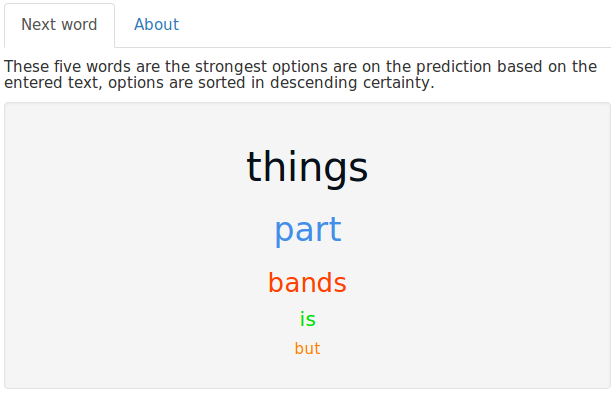 Next word About
These five words are the strongest options are on the prediction based on the
entered text, options are sorted in descending certainty.
things
part
bands
is
but